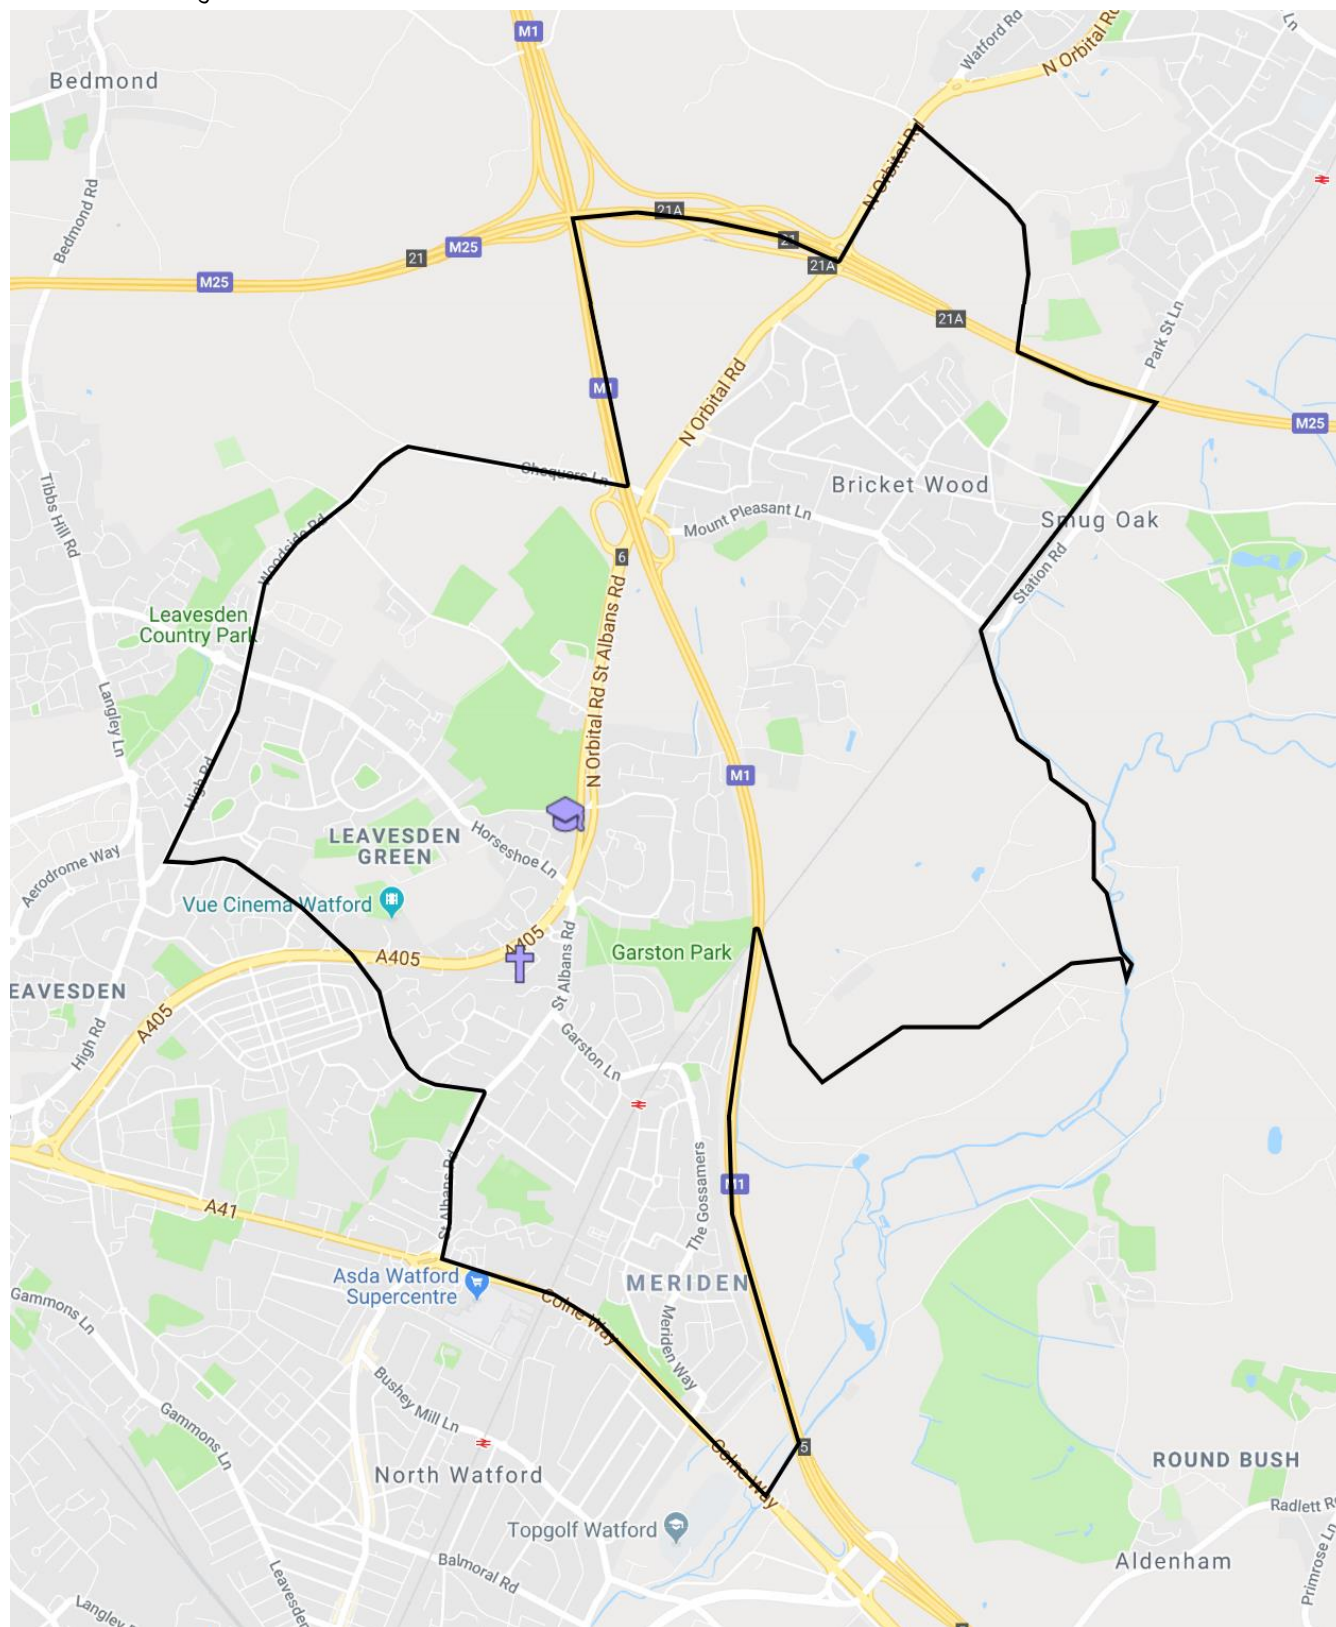 M1
Watford Rd
N Orbital Rd
Ln
Bedmond
N Orbital Rd
Bedmond Rd
21A
21
M25
21
21A
M25
21A
Park St Ln
M1
N Orbital Rd
M25
Chequers Ln
Bricket Wood
Tibbs Hill Rd
Mount Pleasant Ln
Smug Oak
Woodside Rd
6
Station Rd
Leavesden
Country Park
N Orbital Rd St Albans Rd
Langley Ln
M1
High Rd
LEAVESDEN
GREEN
Horseshoe Ln
Aerodrome Way
Vue Cinema Watford
A405
A405
Garston Park
St Albans Rd
EAVESDEN
A405
High Rd
Garston Ln
The Gossamers
M1
St Albans Rd
A41
Asda Watford
Supercentre
MERIDEN
Colne Way
Gammons Ln
Meriden Way
Bushey Mill Ln
Gammons Ln
5
Colne Way
North Watford
ROUND BUSH
Radlett R
Topgolf Watford
Balmoral Rd
Aldenham
Primrose Ln
Leavesden
Langley